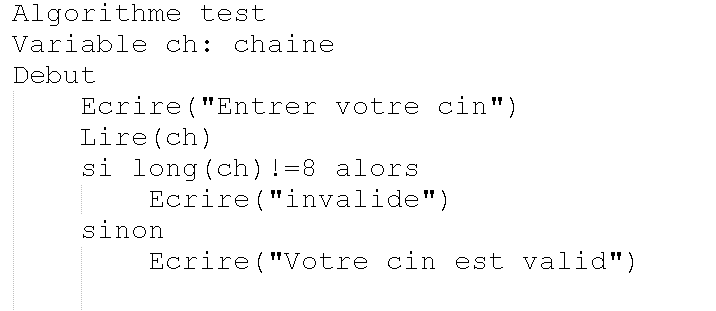 Algorithme test
Variable ch: chaine
Debut
Ecrire("Entrer votre cin")
Lire(ch)
si long(ch)!=8 alors
Ecrire("invalide")
sinon
Ecrire("Votre cin est valid")